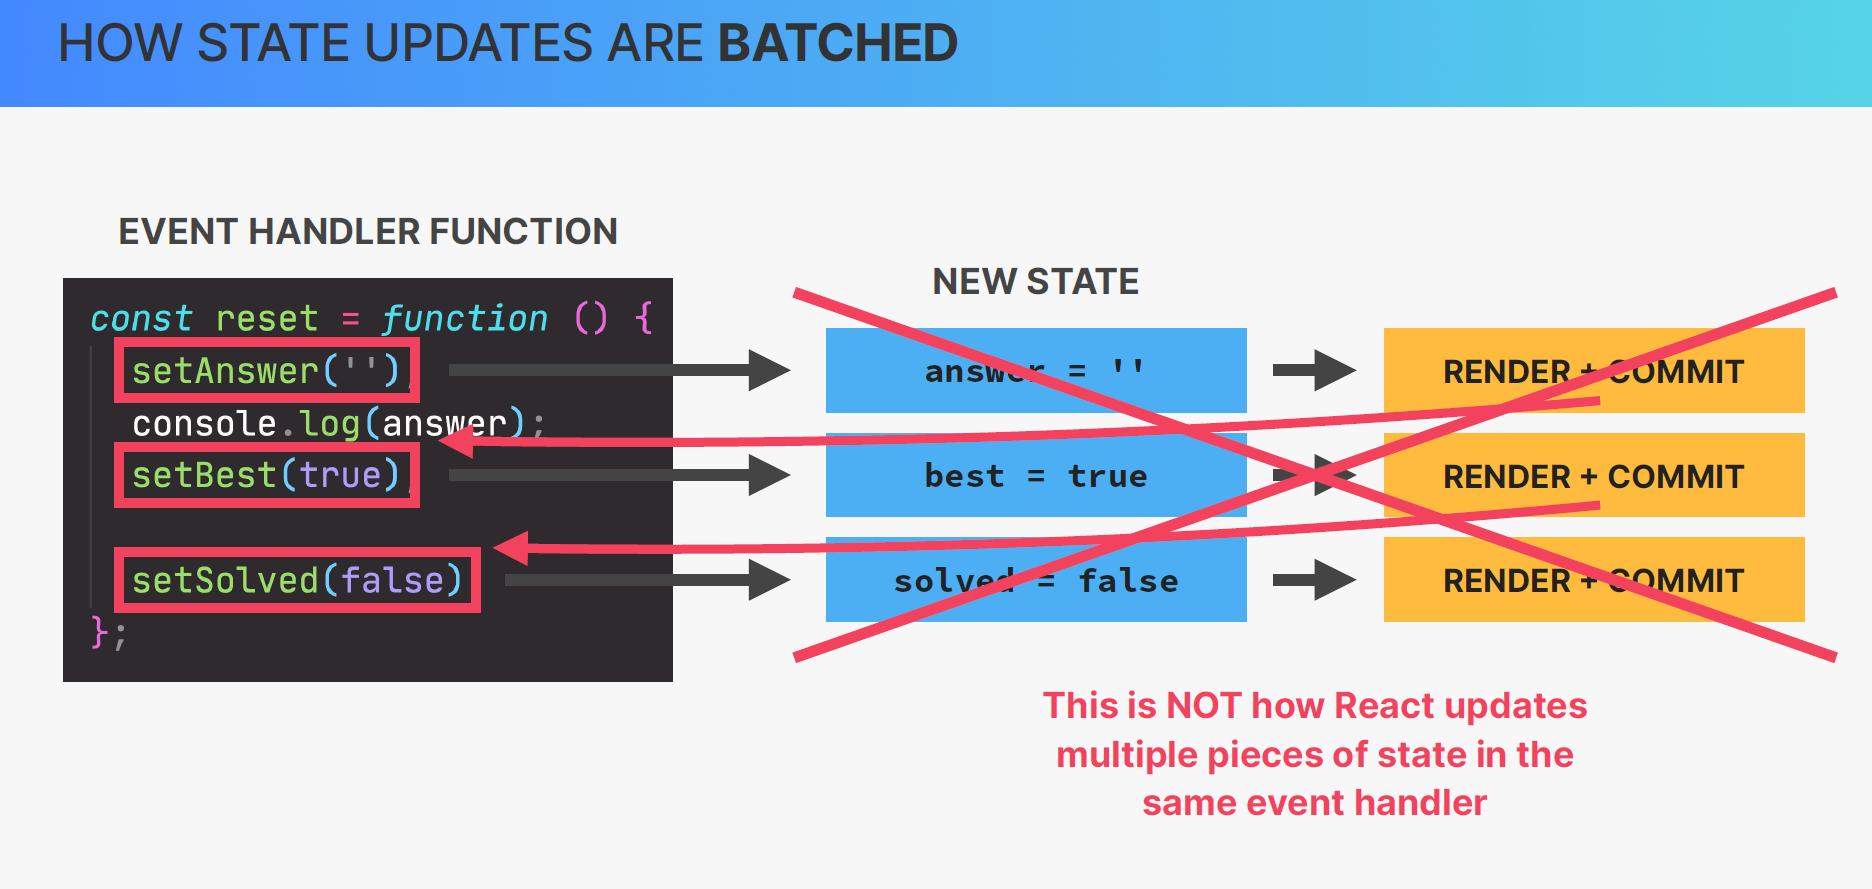 HOW STATE UPDATES ARE BATCHED
EVENT HANDLER FUNCTION
const reset = function () {
setAnswer('');
console.log(answer);
setBest(true);
setSolved(false)
};
NEW STATE
answer = ''
best = true
solved = false
RENDER + COMMIT
RENDER + COMMIT
RENDER + COMMIT
This is NOT how React updates
multiple pieces of state in the
same event handler